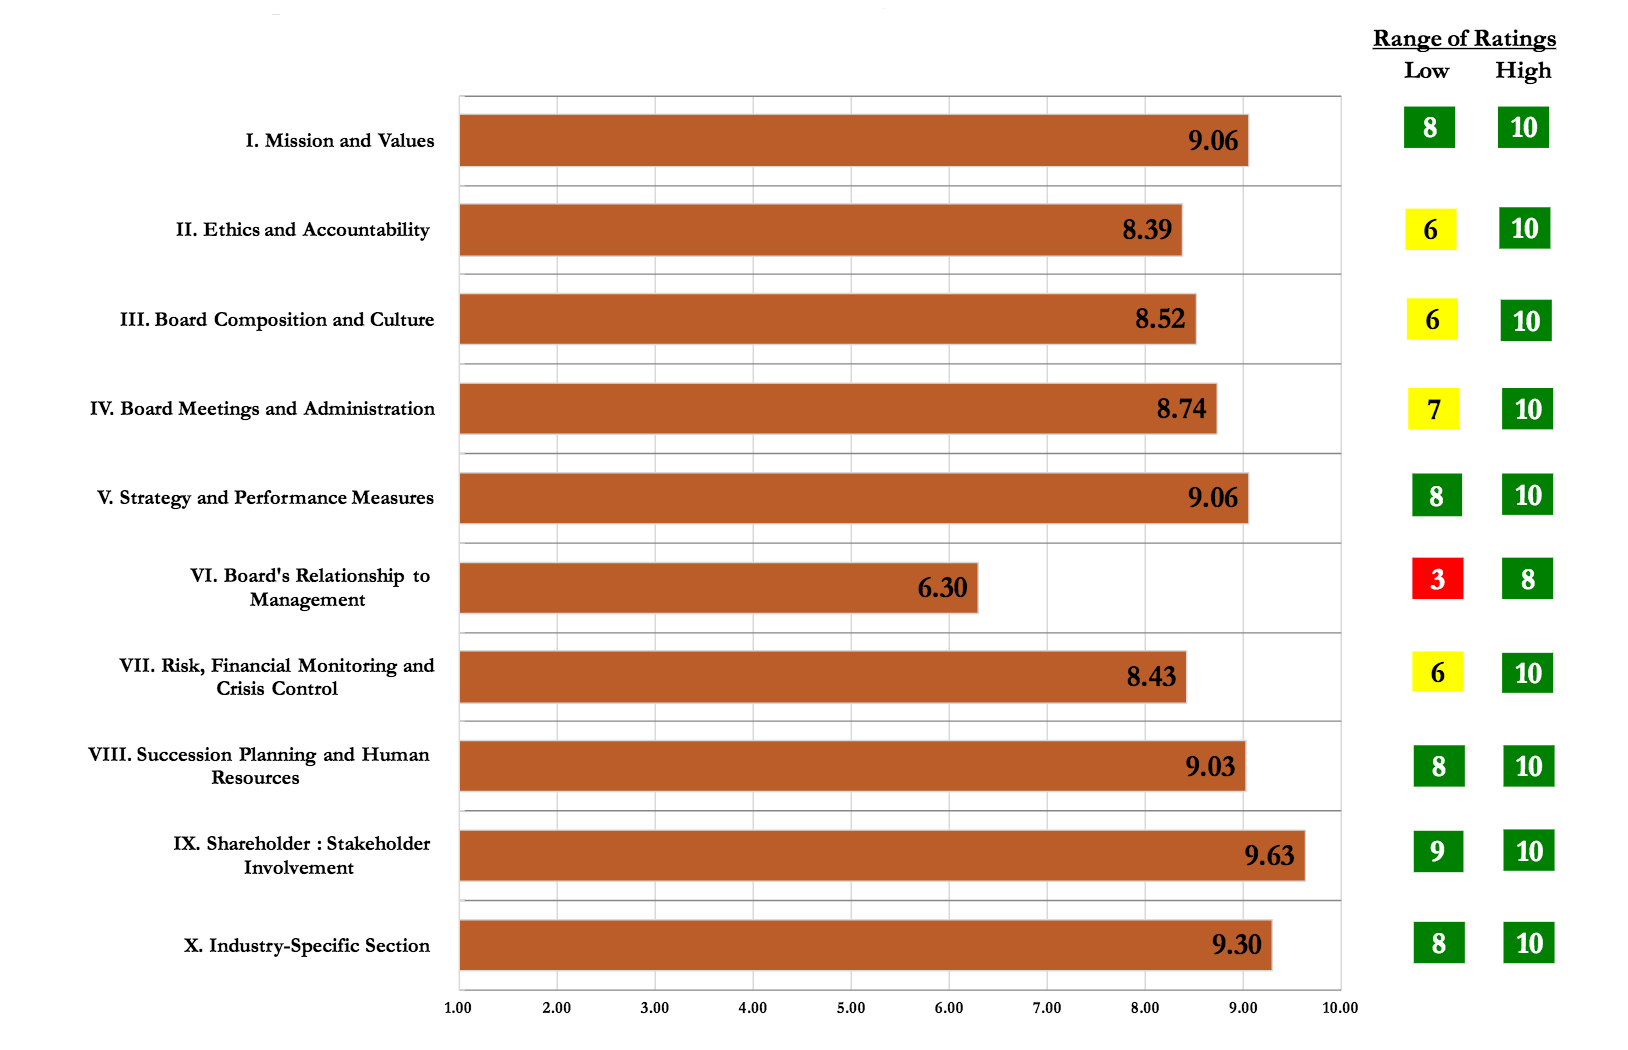 Range of Ratings
Low High
I. Mission and Values 9.06 8 10
II. Ethics and Accountability 8.39 6 10
III. Board Composition and Culture 8.52 6 10
IV. Board Meetings and Administration 8.74 7 10
V. Strategy and Performance Measures 9.06 8 10
VI. Board's Relationship to
Management 6.30 3 8
VII. Risk, Financial Monitoring and
Crisis Control 8.43 6 10
VIII. Succession Planning and Human
Resources 9.03 8 10
IX. Shareholder : Stakeholder
Involvement 9.63 9 10
X. Industry-Specific Section 9.30 8 10
1.00 2.00 3.00 4.00 5.00 6.00 7.00 8.00 9.00 10.00